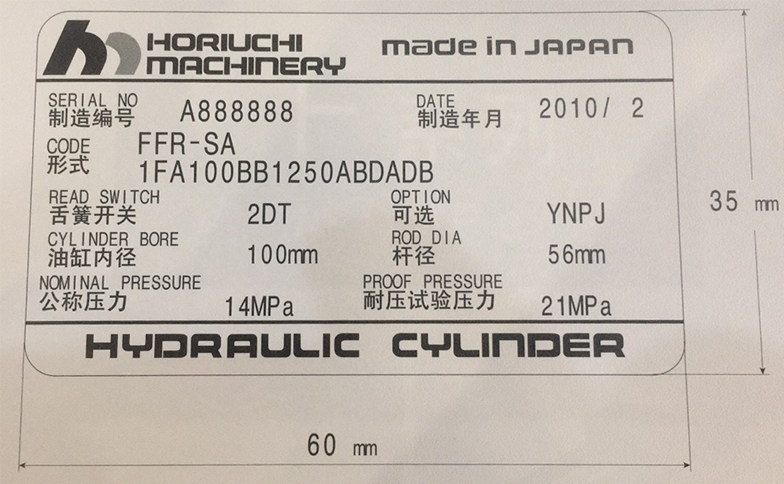 HORIUCHI MACHINERY made in JAPAN
SERIAL NO 制造编号 A888888 DATE 制造年月 2010/ 2
CODE 形式 FFR-SA
1FA100BB1250ABDADB
READ SWITCH 舌簧开关 2DT OPTION 可选 YNPJ
CYLINDER BORE 油缸内径 100mm ROD DIA 杆径 56mm
NOMINAL PRESSURE 公称压力 14MPa PROOF PRESSURE 耐压试验压力 21MPa
HYDRAULIC CYLINDER
35 mm
60 mm